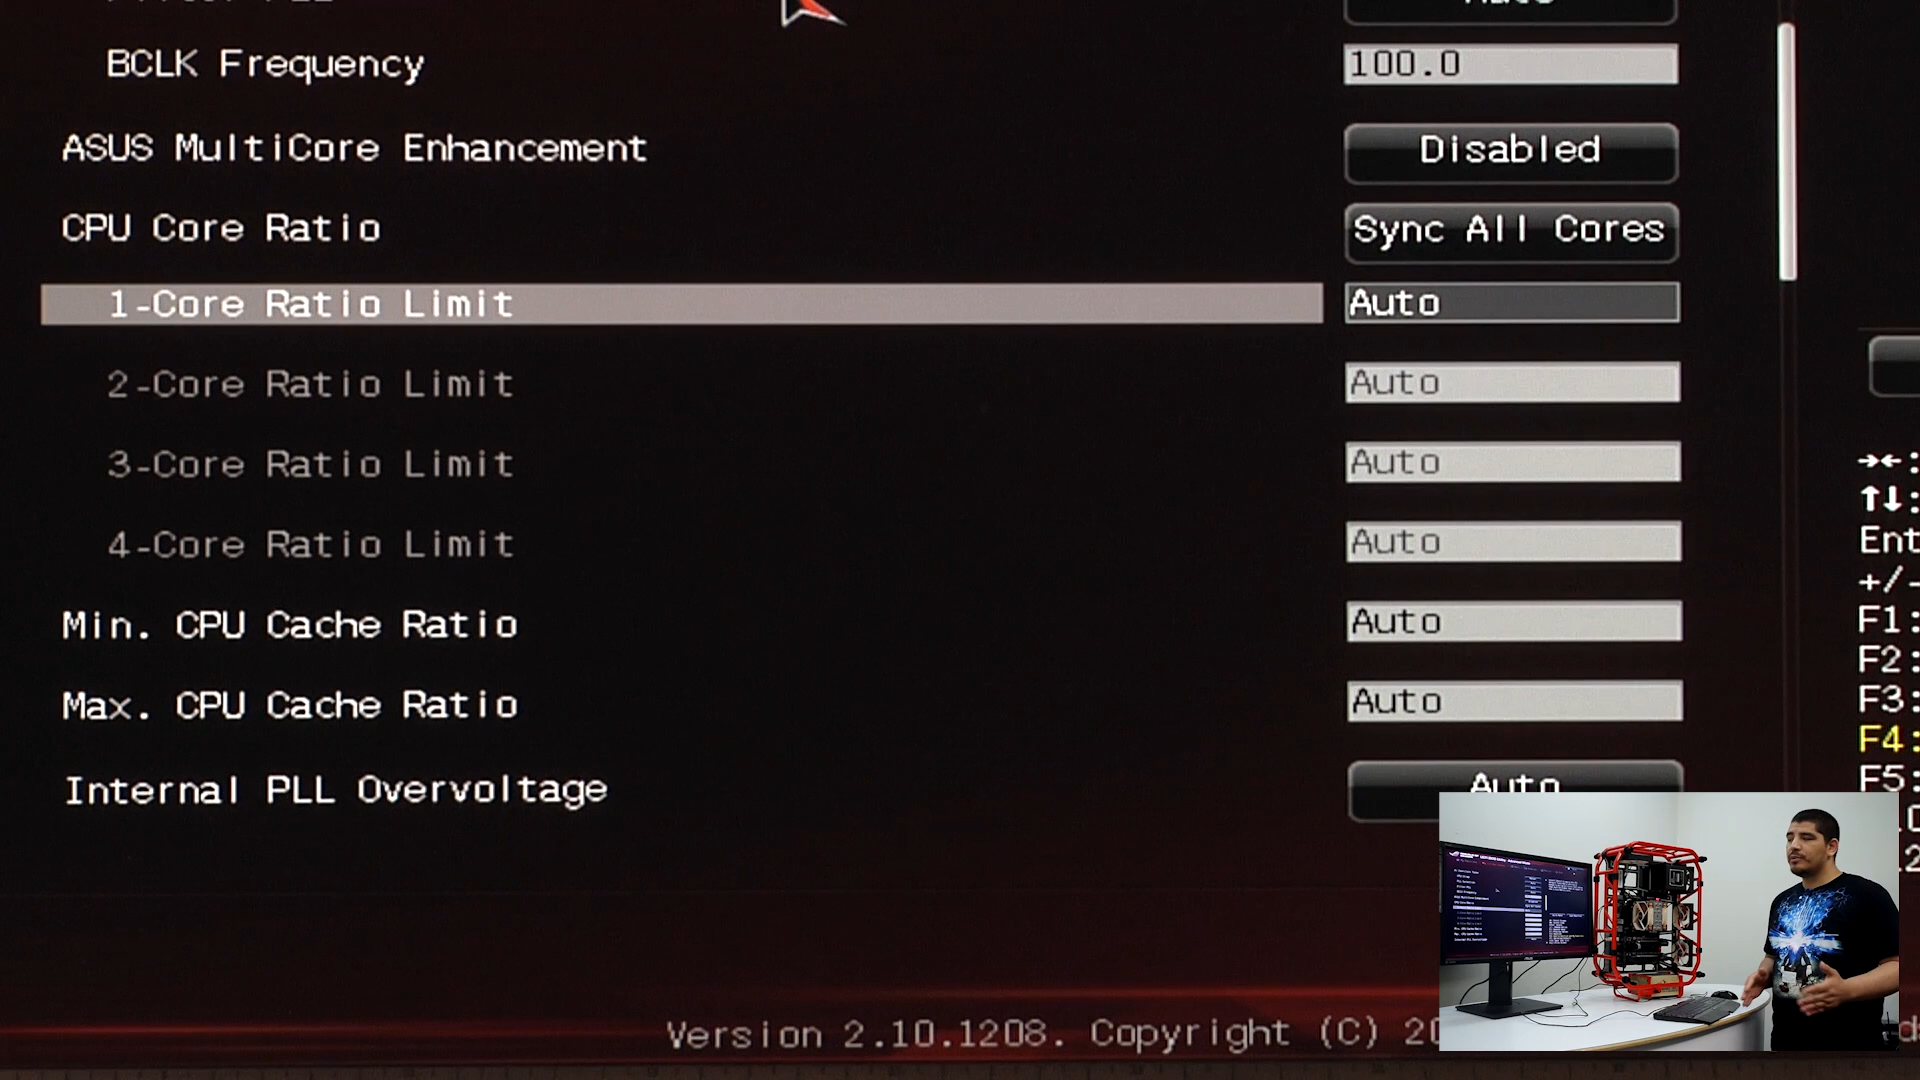 BCLK Frequency 100.0
ASUS MultiCore Enhancement Disabled
CPU Core Ratio Sync All Cores
1-Core Ratio Limit Auto
2-Core Ratio Limit Auto
3-Core Ratio Limit Auto
4-Core Ratio Limit Auto
Min. CPU Cache Ratio Auto
Max. CPU Cache Ratio Auto
Internal PLL Overvoltage Auto
→←:
↑↓:
Ent
+/-
F1:
F2:
F3:
F4:
F5:
Version 2.10.1208. Copyright (C) 20